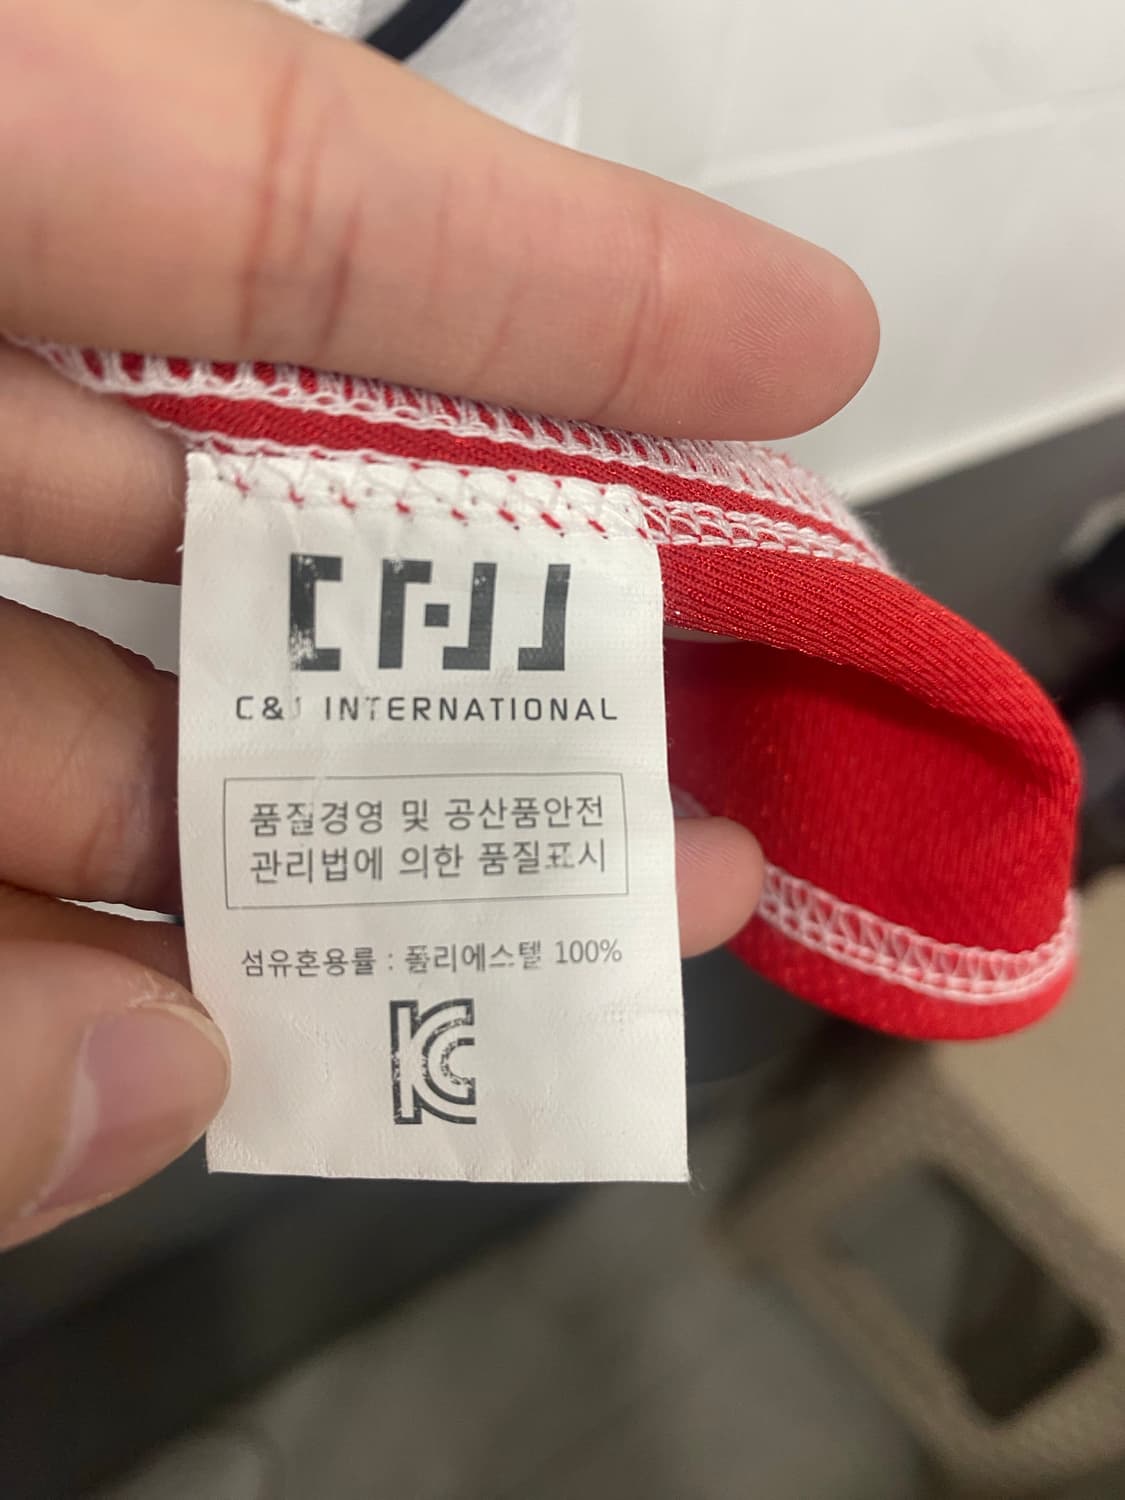 C&J INTERNATIONAL
품질경영 및 공산품안전
관리법에 의한 품질표시
섬유혼용률 : 폴리에스텔 100%
KC